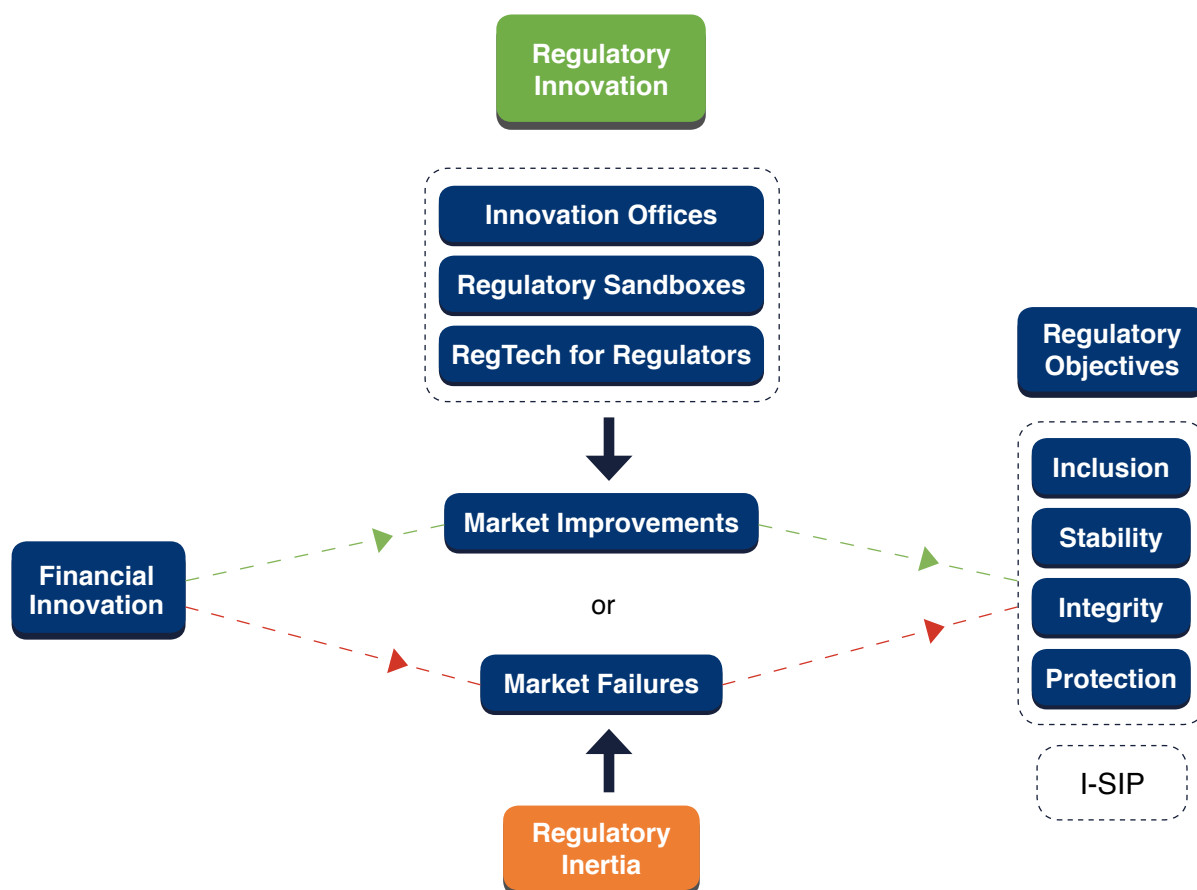 Regulatory
Innovation
Innovation Offices
Regulatory Sandboxes
RegTech for Regulators
Regulatory
Objectives
Inclusion
Stability
Integrity
Protection
I-SIP
Market Improvements
Financial
Innovation
or
Market Failures
Regulatory
Inertia